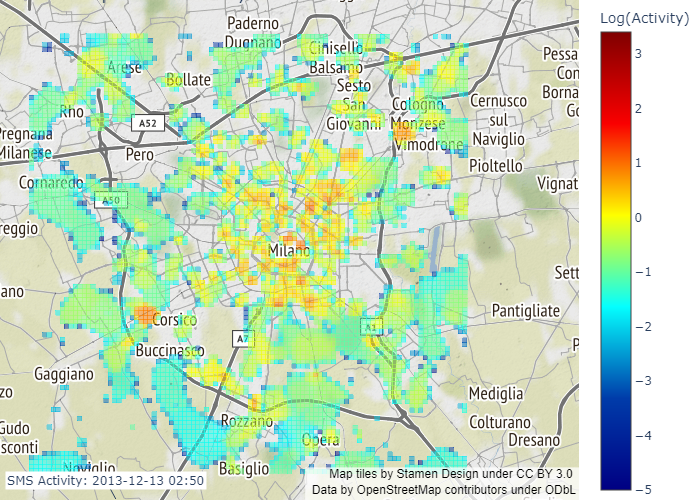 Log(Activity)
3
2
1
0
−1
−2
−3
−4
−5
Paderno
Dugnano
Cinisello
Balsamo
Arese
Bollate
Sesto
San
Giovanni
Cologno
Monzese
Vimodrone
Cernusco
sul
Naviglio
Pessa
Con
Borna
Go
Rho
A52
Pregnana
Milanese
Pero
Pioltello
Cornaredo
A50
Vignat
reggio
Milano
Sett
ano
Pantigliate
Corsico
A1
A7
Buccinasco
P
Gaggiano
zo
Mediglia
Rozzano
Colturano
Gudo
Dresano
sconti
Opera
Noviglio
Basiglio
SMS Activity: 2013-12-13 02:50
Map tiles by Stamen Design under CC BY 3.0
Data by OpenStreetMap contributors under ODbL